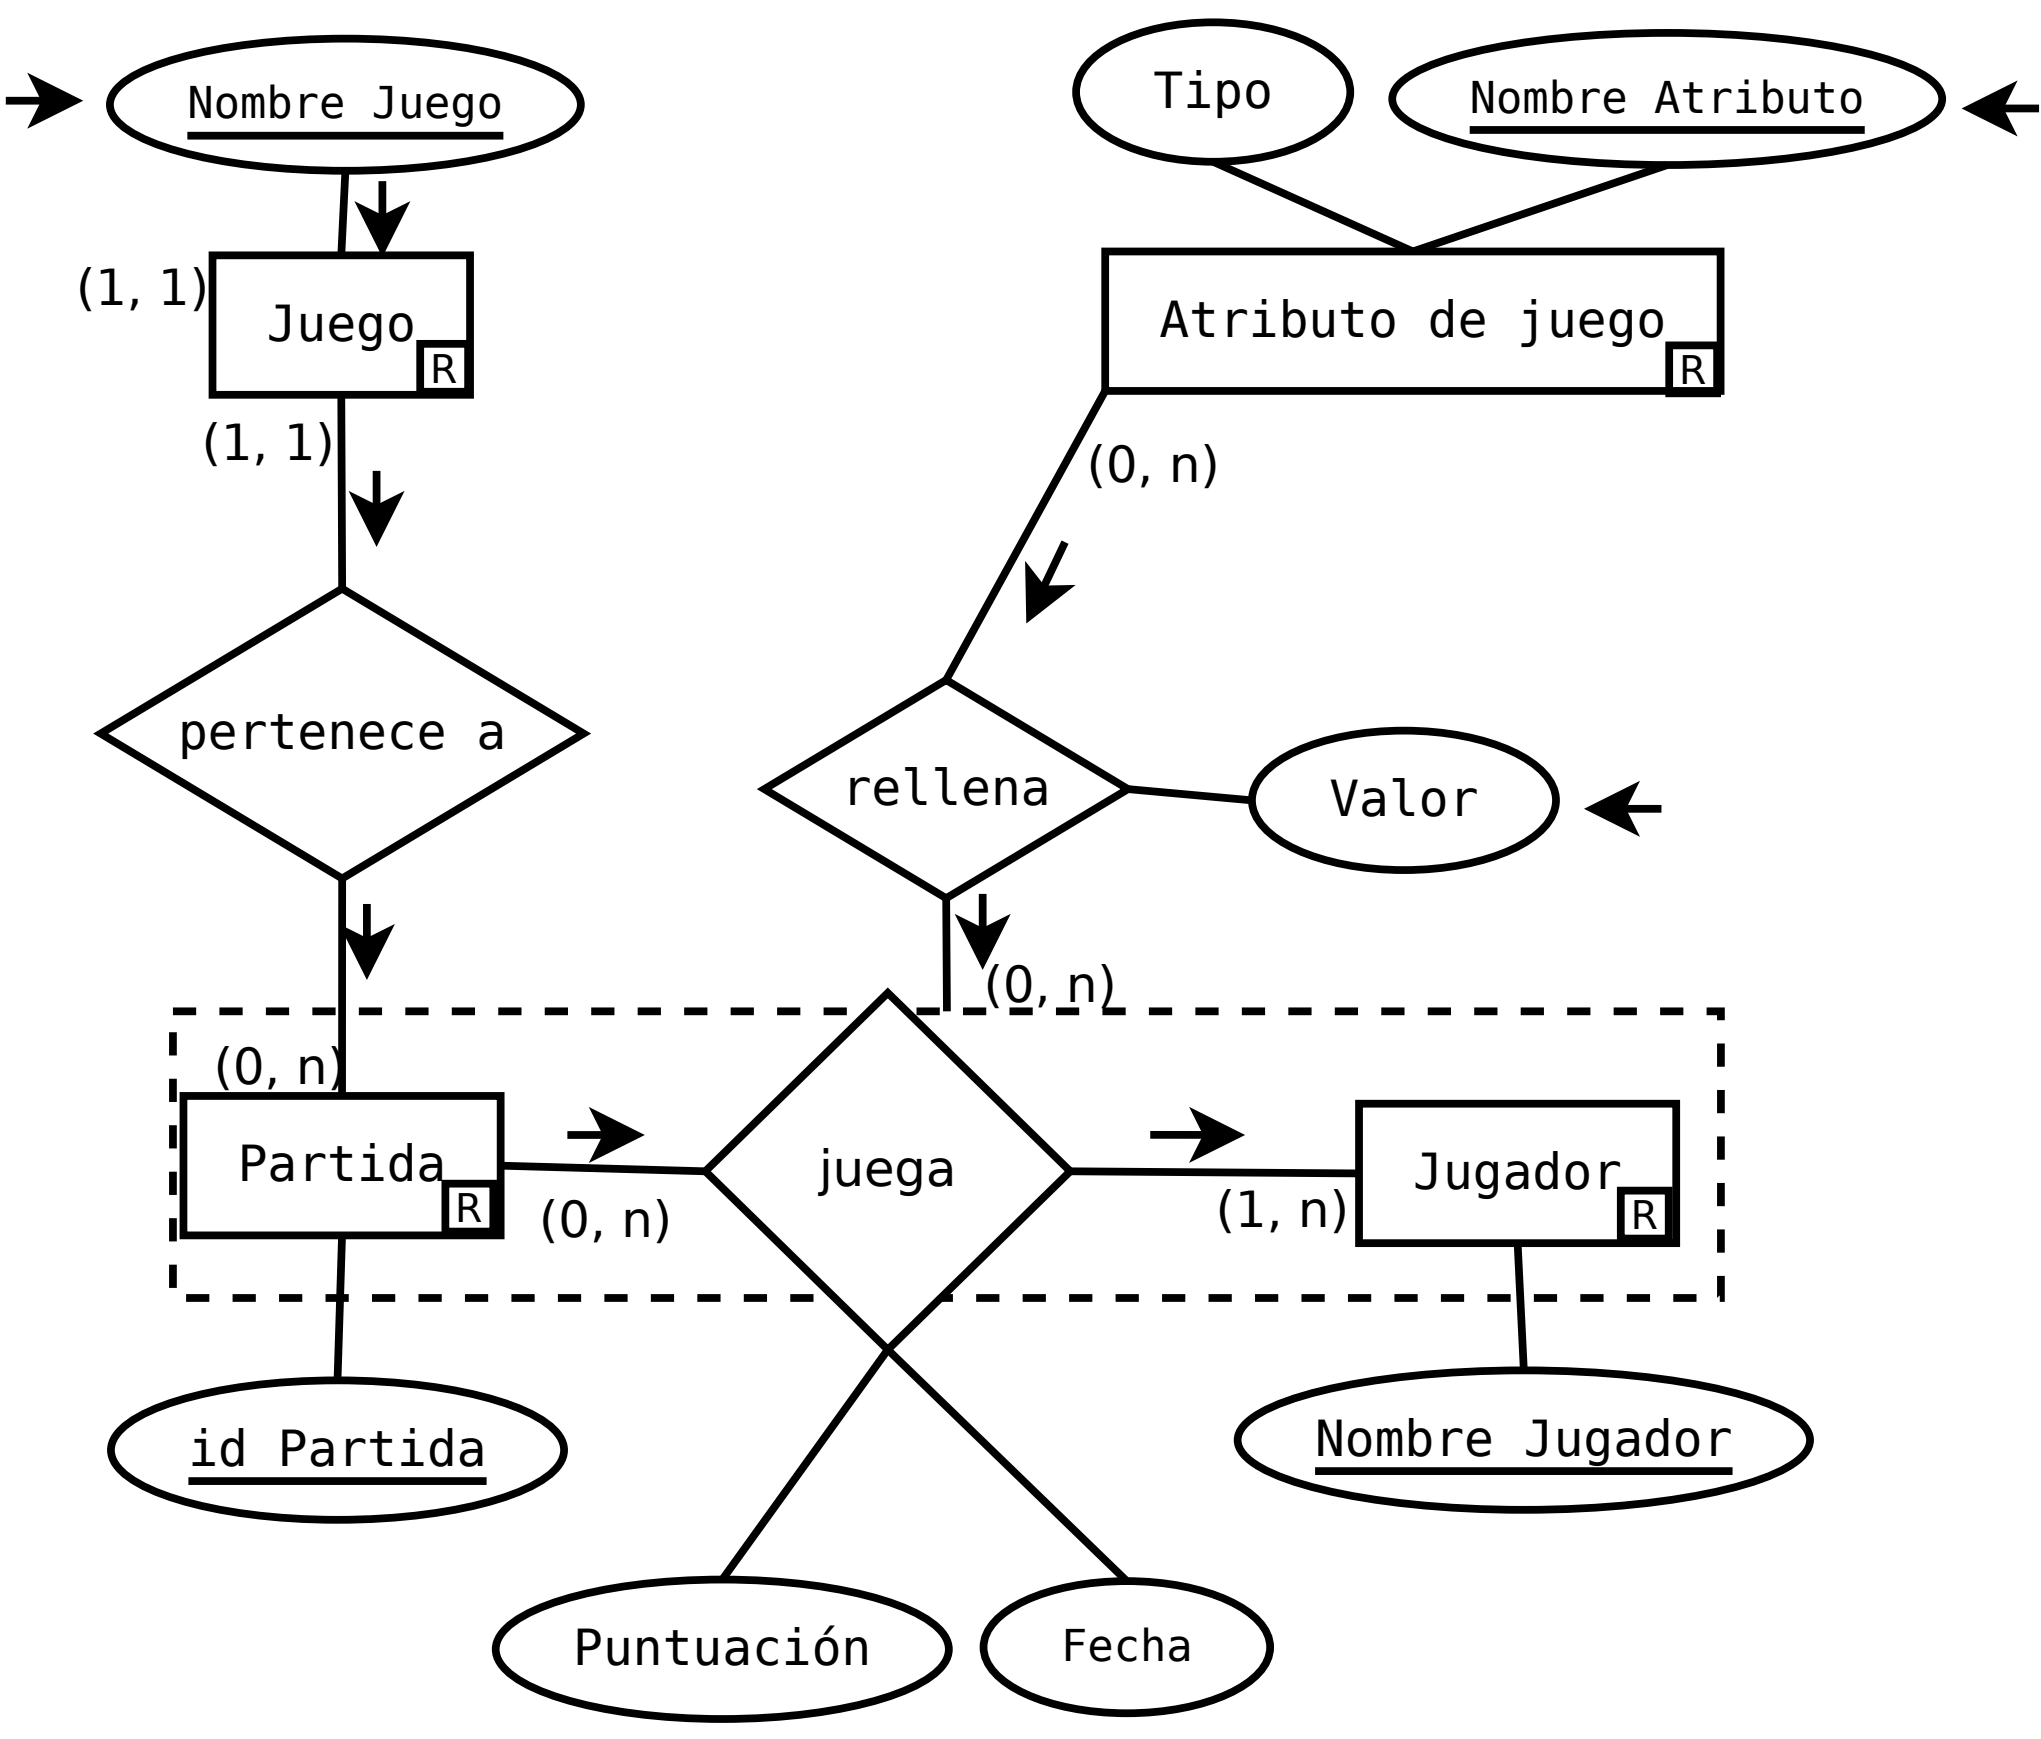 Nombre Juego
Tipo
Nombre Atributo
(1, 1)
Juego
R
Atributo de juego
R
(1, 1)
(0, n)
pertenece a
rellena
Valor
(0, n)
(0, n)
Partida
R
juega
Jugador
R
(0, n)
(1, n)
id Partida
Nombre Jugador
Puntuación
Fecha